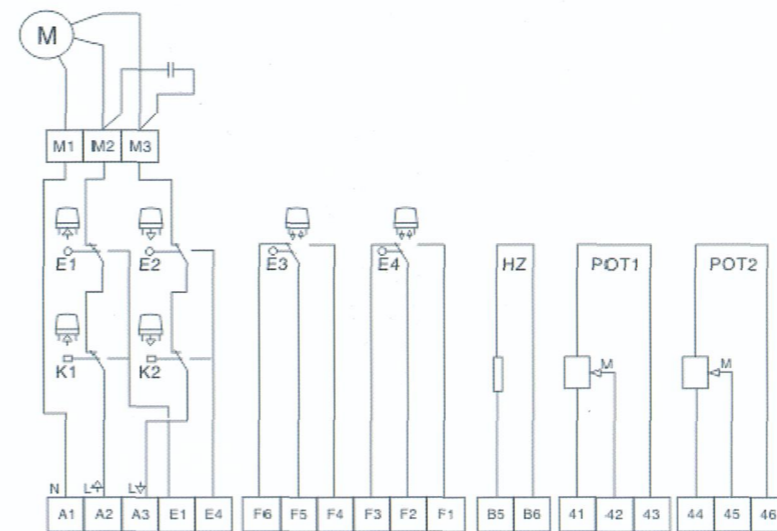 M
M1 M2 M3
E1 E2 E3 E4 HZ POT1 POT2
K1 K2 M M
N L L
A1 A2 A3 E1 E4 F6 F5 F4 F3 F2 F1 B5 B6 41 42 43 44 45 46